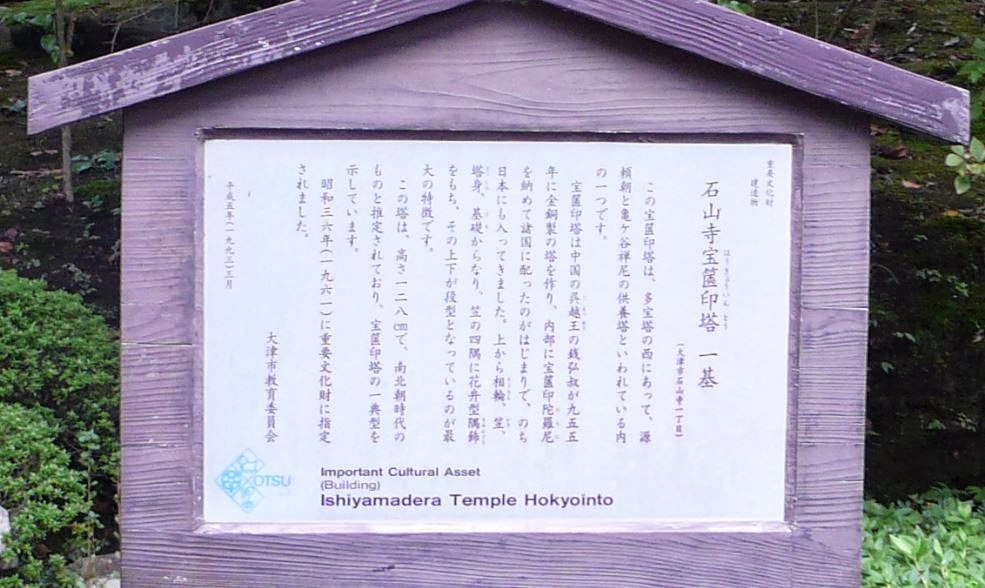 重要文化財
建造物
石山寺宝篋印塔 一基
ほうきょういんとう
(大津市石山寺一丁目)
この宝篋印塔は、多宝塔の西にあって、源
頼朝と亀ヶ谷禅尼の供養塔といわれている内
の一つです。
宝篋印塔は中国の呉越王の銭弘叔が九五五
年に金銅製の塔を作り、内部に宝篋印陀羅尼
を納めて諸国に配ったのがはじまりで、のち
日本にも入ってきました。上から相輪、笠、
塔身、基礎からなり、笠の四隅に花弁型隅飾
をもち、その上下が段型となっているのが最
大の特徴です。
この塔は、高さ一二八cmで、南北朝時代の
ものと推定されており、宝篋印塔の一典型を
示しています。
昭和三六年(一九六一)に重要文化財に指定
されました。
大津市教育委員会
平成五年(一九九三)三月
OTSU
Important Cultural Asset
(Building)
Ishiyamadera Temple Hokyointo